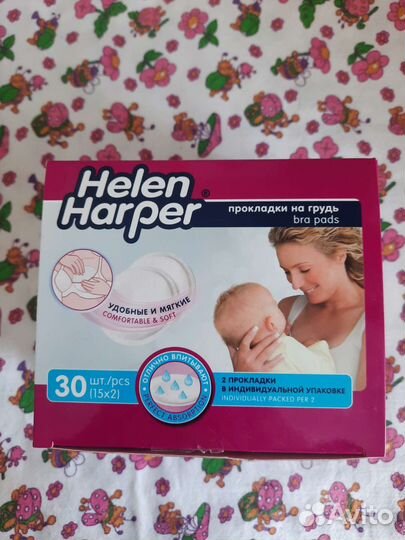 Helen
Harper®
прокладки на грудь
bra pads
УДОБНЫЕ И МЯГКИЕ
COMFORTABLE & SOFT
30 шт./pcs
(15x2)
ОТЛИЧНО ВПИТЫВАЮТ
PERFECT ABSORPTION
2 ПРОКЛАДКИ
В ИНДИВИДУАЛЬНОЙ УПАКОВКЕ
INDIVIDUALLY PACKED PER 2
Avito